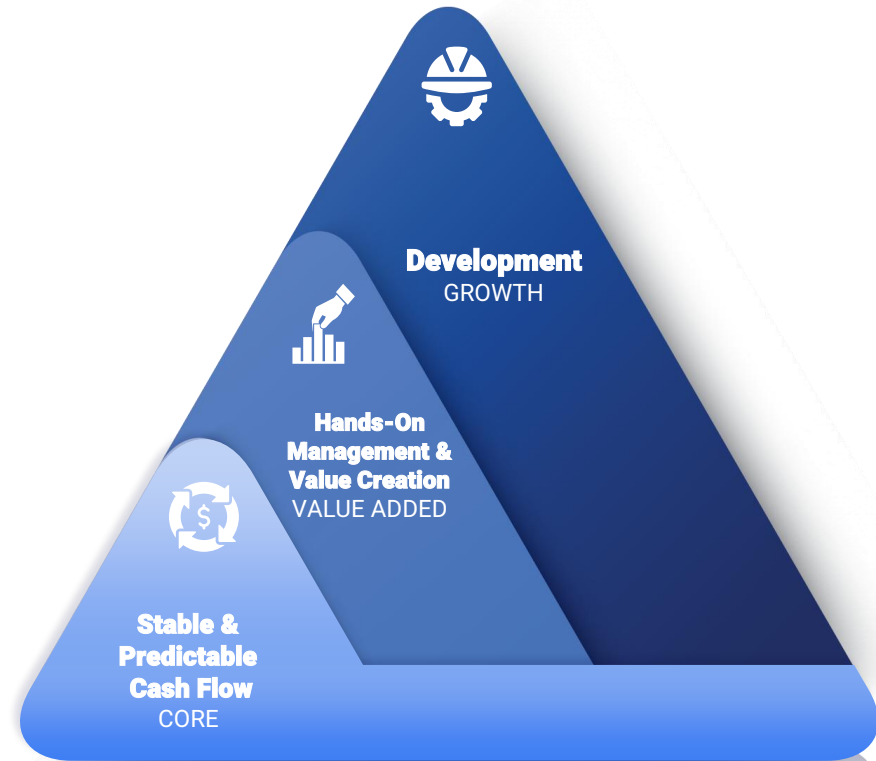 Development
GROWTH
Hands-On
Management &
Value Creation
VALUE ADDED
$
Stable &
Predictable
Cash Flow
CORE